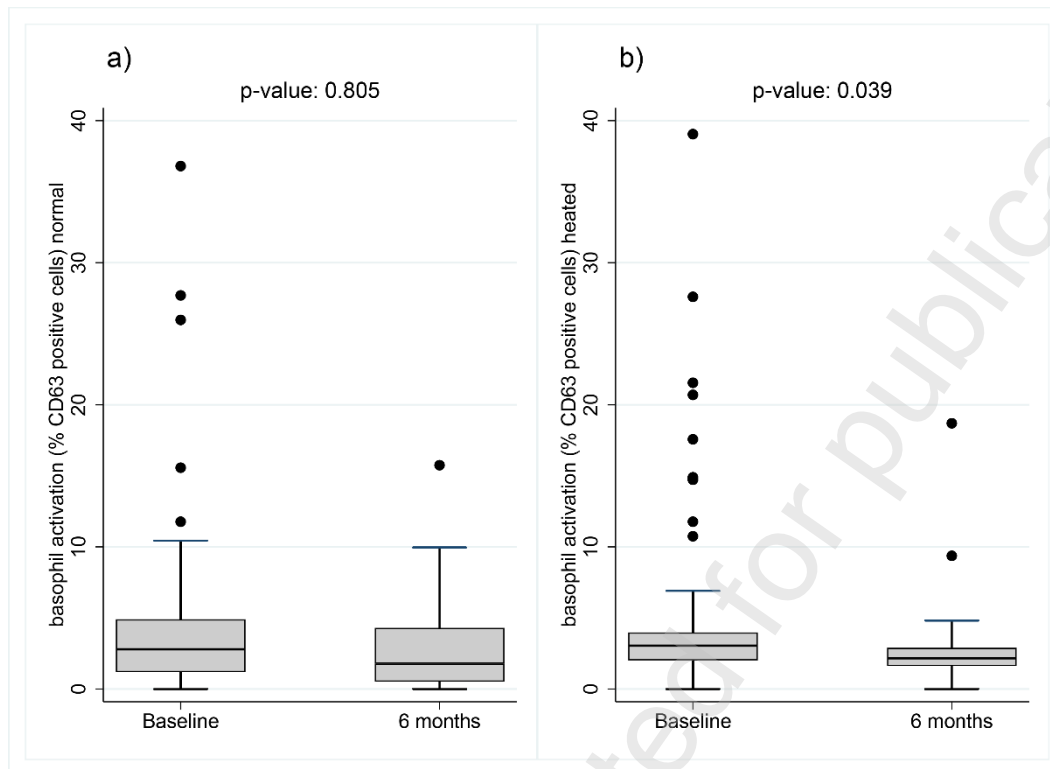 a)
p-value: 0.805
basophil activation (% CD63 positive cells) normal
40
30
20
10
0
Baseline 6 months
b)
p-value: 0.039
basophil activation (% CD63 positive cells) heated
40
30
20
10
0
Baseline 6 months
for